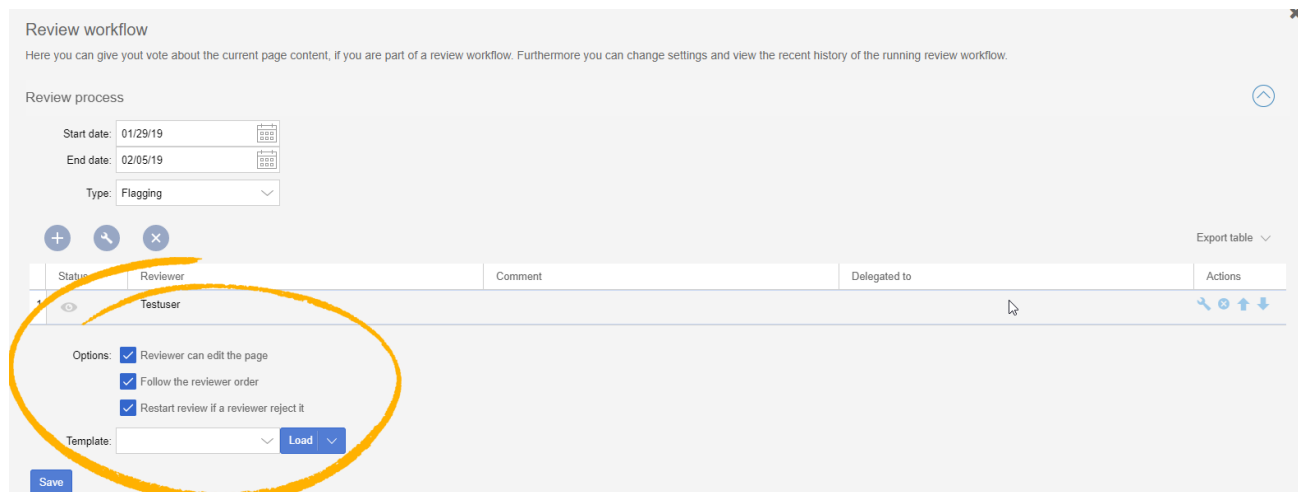 Review workflow
Here you can give yout vote about the current page content, if you are part of a review workflow. Furthermore you can change settings and view the recent history of the running review workflow.
Review process
Start date: 01/29/19
End date: 02/05/19
Type: Flagging
Export table
Status Reviewer Comment Delegated to Actions
1 Testuser
Options: Reviewer can edit the page
Follow the reviewer order
Restart review if a reviewer reject it
Template: Load
Save